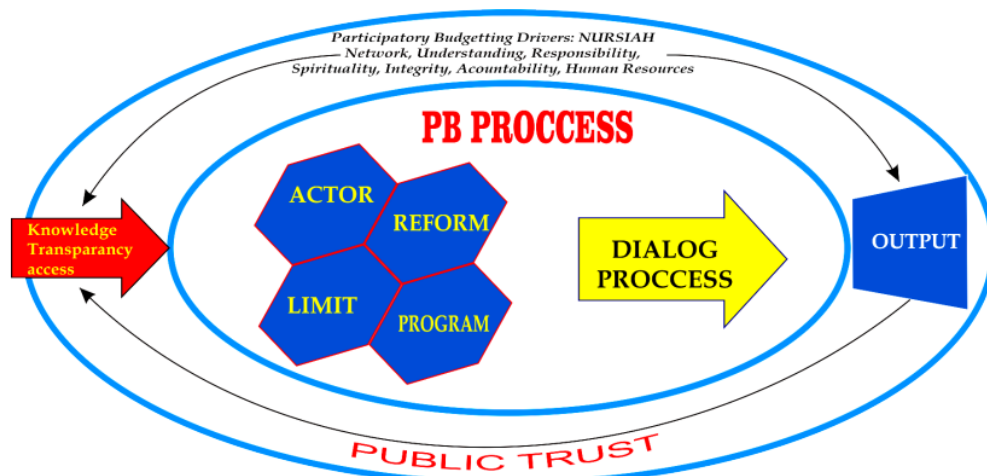 Participatory Budgetting Drivers: NURSIAH
Network, Understanding, Responsibility,
Spirituality, Integrity, Acountability, Human Resources
PB PROCCESS
ACTOR
REFORM
LIMIT
PROGRAM
Knowledge
Transparancy
access
DIALOG
PROCCESS
OUTPUT
PUBLIC TRUST